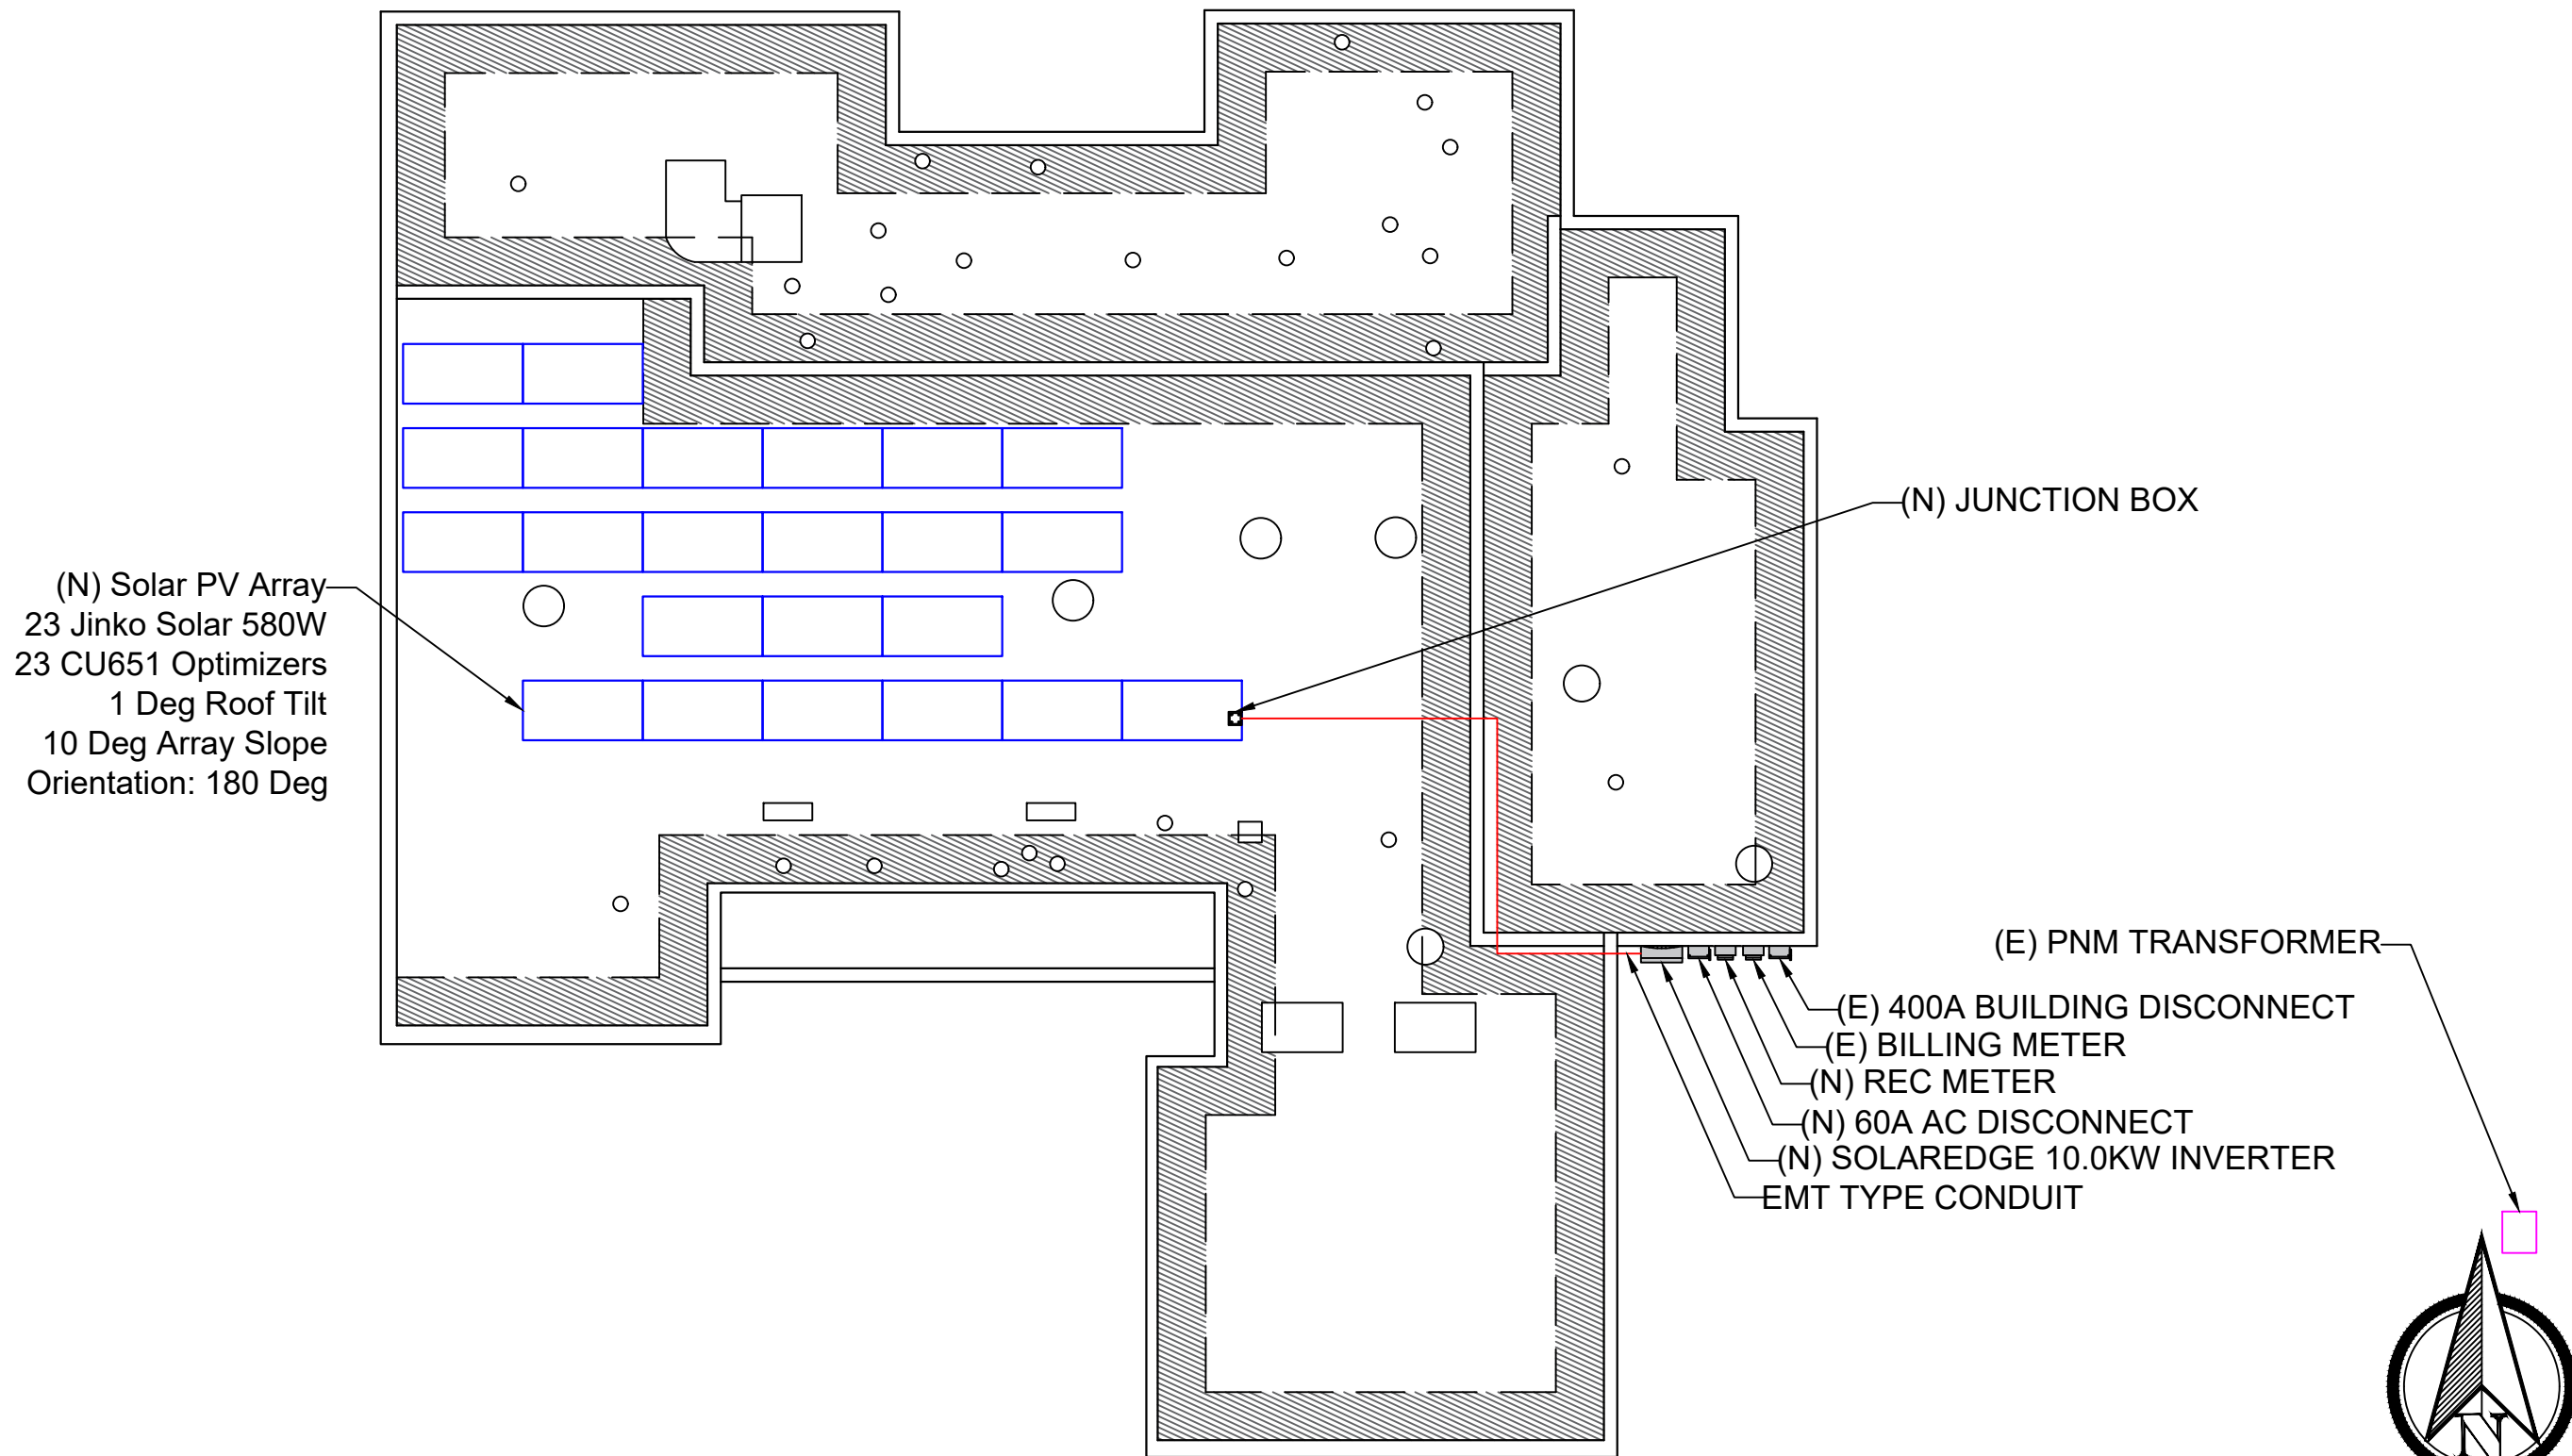 (N) JUNCTION BOX
(N) Solar PV Array
23 Jinko Solar 580W
23 CU651 Optimizers
1 Deg Roof Tilt
10 Deg Array Slope
Orientation: 180 Deg
(E) PNM TRANSFORMER
(E) 400A BUILDING DISCONNECT
(E) BILLING METER
(N) REC METER
(N) 60A AC DISCONNECT
(N) SOLAREDGE 10.0KW INVERTER
EMT TYPE CONDUIT
N